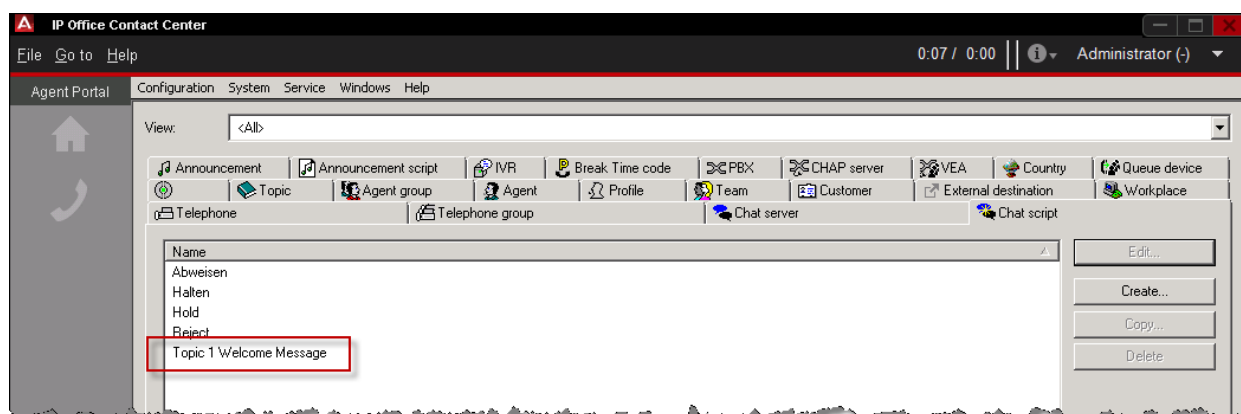 IP Office Contact Center
File Go to Help 0:07 / 0:00 Administrator (-)
Agent Portal Configuration System Service Windows Help
View: <All>
Announcement Announcement script IVR Break Time code PBX CHAP server VEA Country Queue device
Topic Agent group Agent Profile Team Customer External destination Workplace
Telephone Telephone group Chat server Chat script
Name Edit...
Abweisen
Halten Create...
Hold
Reject Copy...
Topic 1 Welcome Message Delete